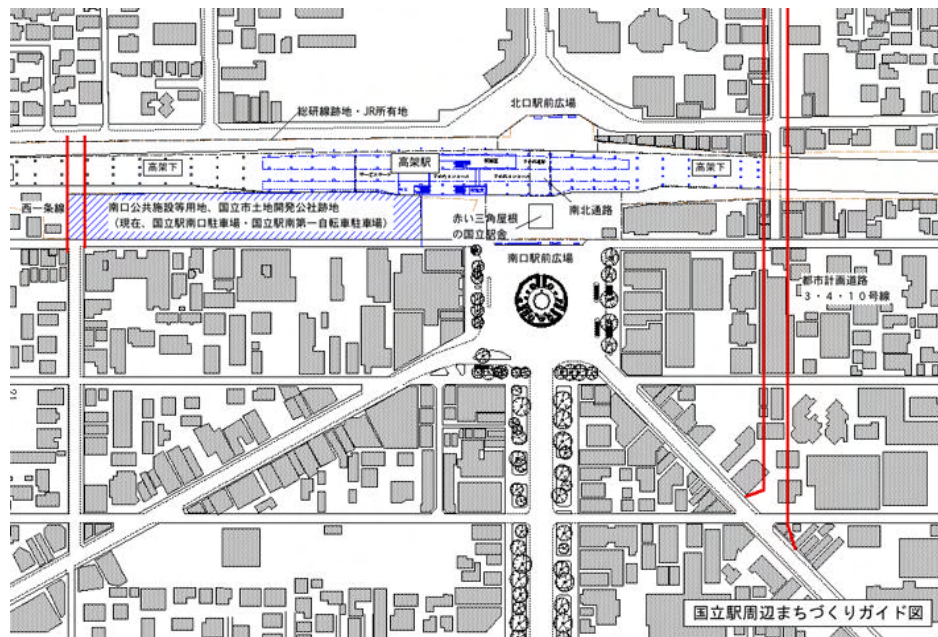 総研線跡地・JR所有地
北口駅前広場
高架下
高架駅
高架下
西一条線
南口公共施設等用地、国立市土地開発公社跡地
(現在、国立駅南口駐車場・国立駅南第一自転車駐車場)
赤い三角屋根
の国立駅舎
南北通路
南口駅前広場
都市計画道路
3・4・10号線
国立駅周辺まちづくりガイド図